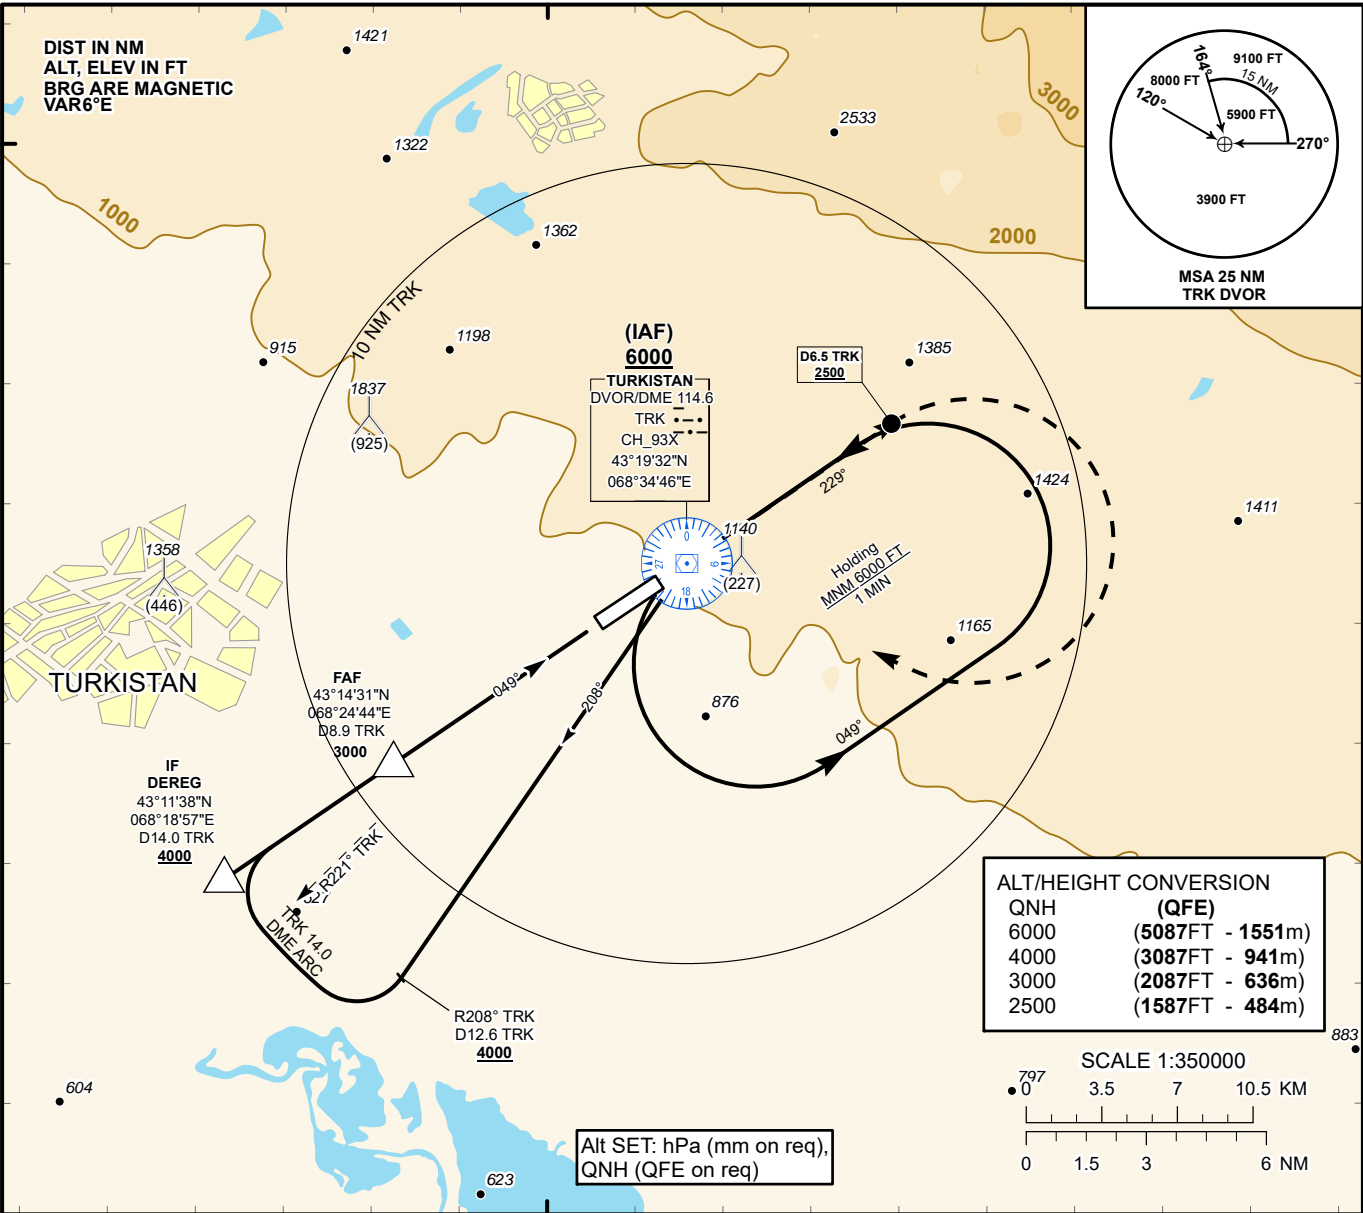 DIST IN NM
ALT, ELEV IN FT
BRG ARE MAGNETIC
VAR6°E
1421
1322
1362
2533
3000
2000
1000
164°
9100 FT
15 NM
8000 FT
120°
5900 FT
270°
3900 FT
MSA 25 NM
TRK DVOR
10 NM TRK
915
1198
1837
(925)
(IAF)
6000
TURKISTAN
DVOR/DME 114.6
TRK
CH_93X
43°19'32"N
068°34'46"E
D6.5 TRK
2500
1385
229°
1424
1411
1140
(227)
0
9
18
27
Holding
MNM 6000 FT
1 MIN
1165
876
049°
1358
(446)
TURKISTAN
049°
208°
FAF
43°14'31"N
068°24'44"E
D8.9 TRK
3000
IF
DEREG
43°11'38"N
068°18'57"E
D14.0 TRK
4000
R221° TRK
TRK 14.0
DME ARC
R208° TRK
D12.6 TRK
4000
ALT/HEIGHT CONVERSION
QNH (QFE)
6000 (5087FT - 1551m)
4000 (3087FT - 941m)
3000 (2087FT - 636m)
2500 (1587FT - 484m)
883
SCALE 1:350000
797
0 3.5 7 10.5 KM
0 1.5 3 6 NM
604
623
Alt SET: hPa (mm on req),
QNH (QFE on req)